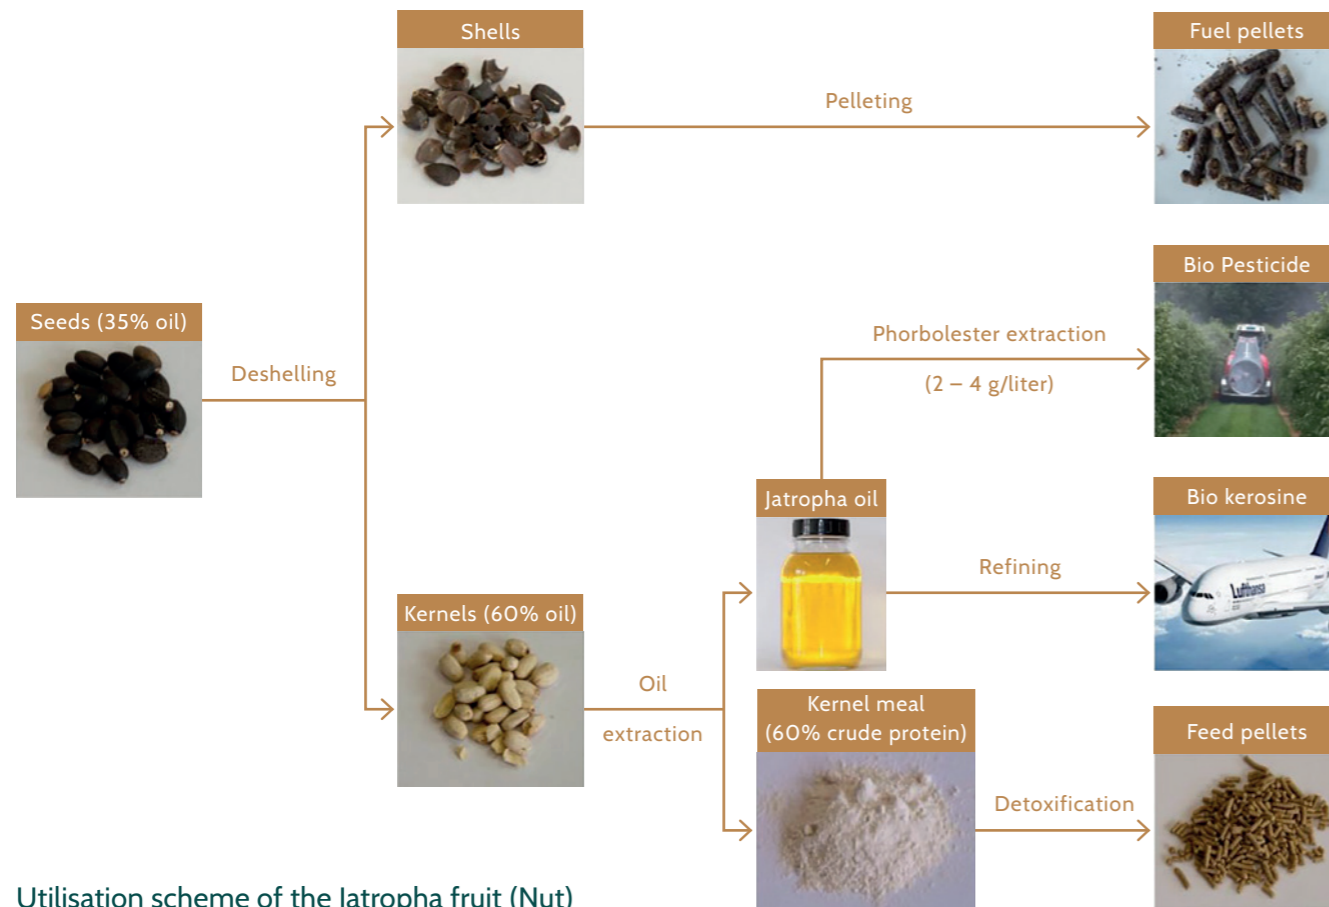 Shells
Fuel pellets
Pelleting
Bio Pesticide
Seeds (35% oil)
Deshelling
Phorbolester extraction
(2 – 4 g/liter)
Jatropha oil
Bio kerosine
Refining
Lufthansa
Kernels (60% oil)
Oil
extraction
Kernel meal
(60% crude protein)
Feed pellets
Detoxification
Utilisation scheme of the Jatropha fruit (Nut)